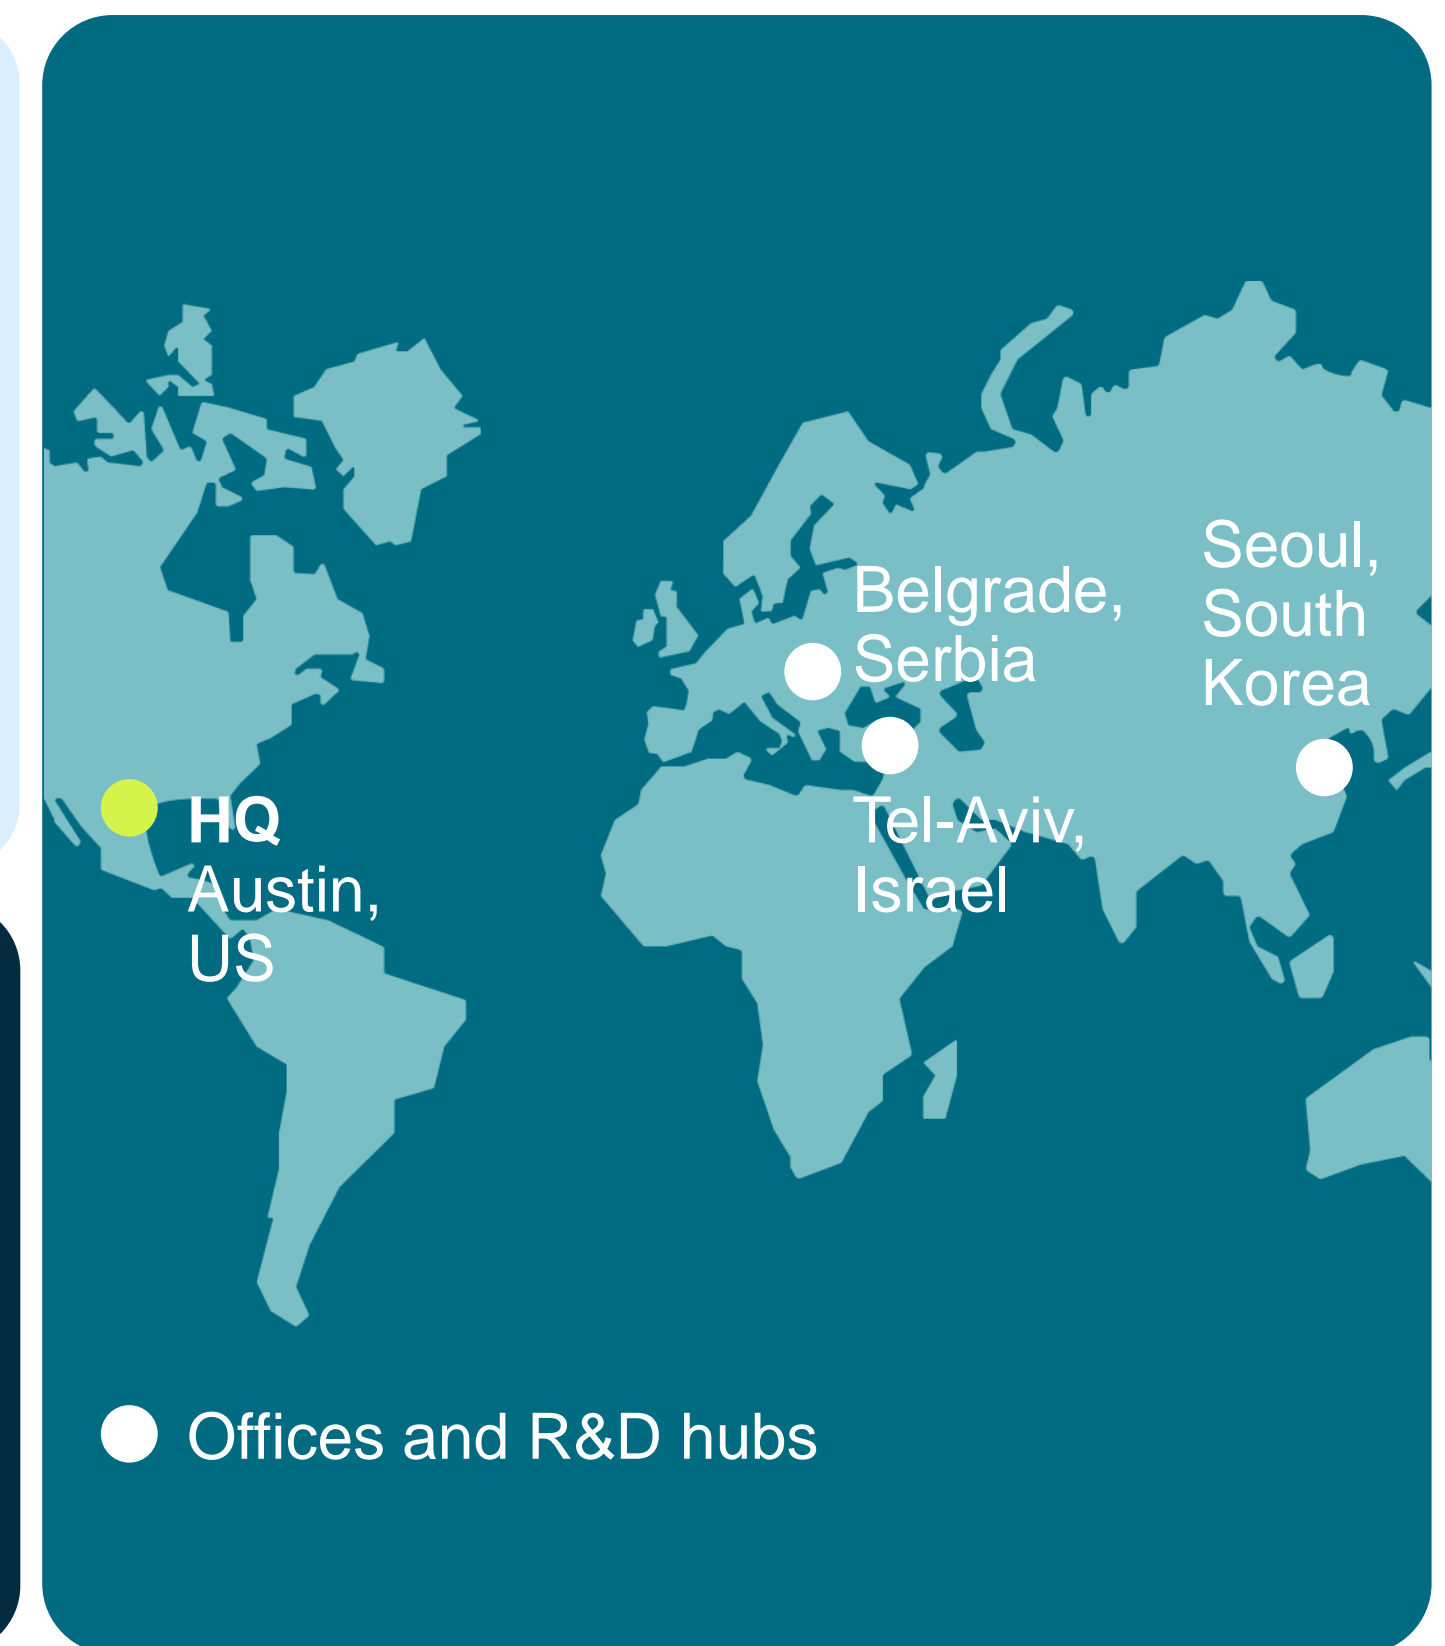 Seoul,
South
Korea
Belgrade,
Serbia
HQ
Austin,
US
Tel-Aviv,
Israel
Offices and R&D hubs